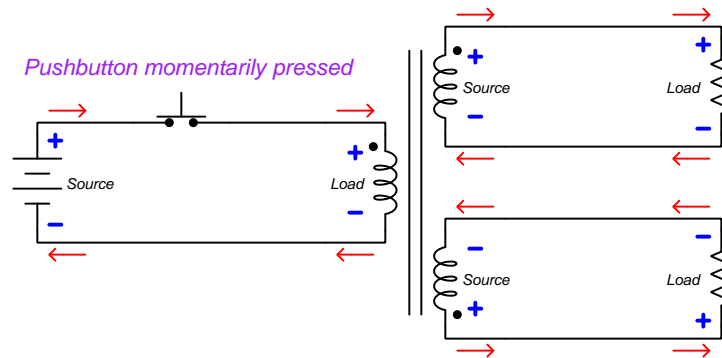 Pushbutton momentarily pressed
+
+
Source
Load
-
-
+
+
Source
Load
-
-
-
-
Source
Load
+
+